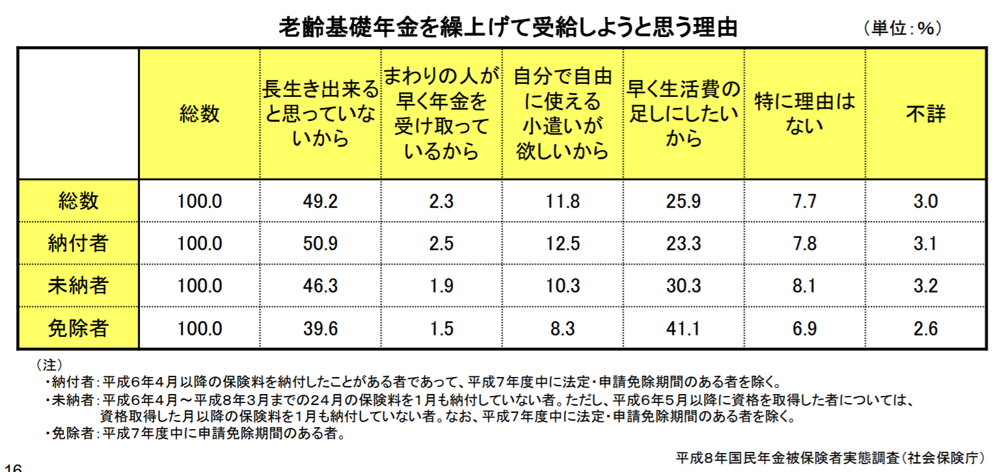 老齢基礎年金を繰上げて受給しようと思う理由
（単位：％）
総数
長生き出来る
と思っていな
いから
まわりの人が
早く年金を
受け取って
いるから
自分で自由
に使える
小遣いが
欲しいから
早く生活費の
足しにしたい
から
特に理由は
ない
不詳
総数 100.0 49.2 2.3 11.8 25.9 7.7 3.0
納付者 100.0 50.9 2.5 12.5 23.3 7.8 3.1
未納者 100.0 46.3 1.9 10.3 30.3 8.1 3.2
免除者 100.0 39.6 1.5 8.3 41.1 6.9 2.6
（注）
・納付者：平成６年４月以降の保険料を納付したことがある者であって、平成７年度中に法定・申請免除期間のある者を除く。
・未納者：平成６年４月～平成８年３月までの２４月の保険料を１月も納付していない者。ただし、平成６年５月以降に資格を取得した者については、
資格取得した月以降の保険料を１月も納付していない者。なお、平成７年度中に法定・申請免除期間のある者を除く。
・免除者：平成７年度中に申請免除期間のある者。
平成８年国民年金被保険者実態調査（社会保険庁）
16